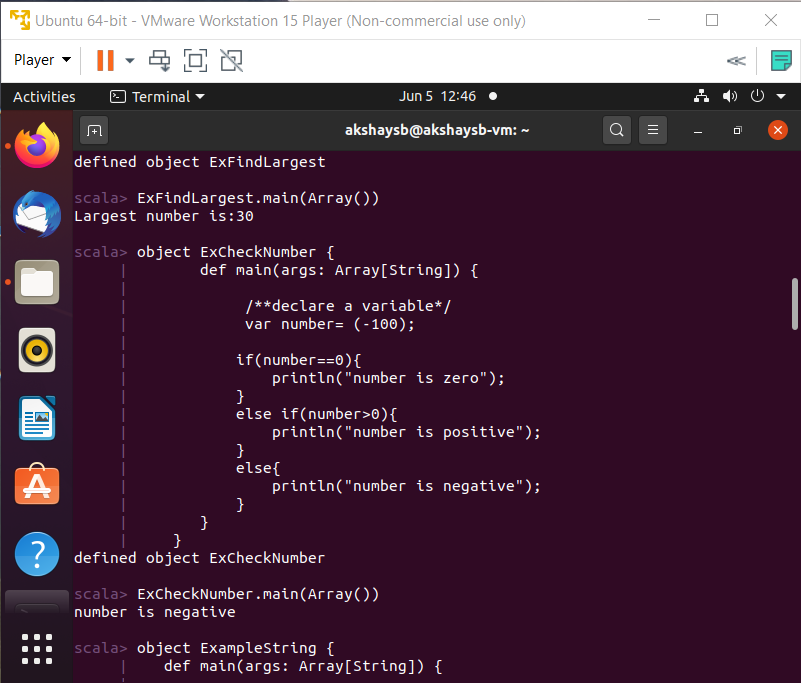 Ubuntu 64-bit - VMware Workstation 15 Player (Non-commercial use only)
Player
Activities
Terminal
Jun 5 12:46
akshaysb@akshaysb-vm: ~
defined object ExFindLargest
scala> ExFindLargest.main(Array())
Largest number is:30
scala> object ExCheckNumber {
| def main(args: Array[String]) {
|
| /**declare a variable*/
| var number= (-100);
|
| if(number==0){
| println("number is zero");
| }
| else if(number>0){
| println("number is positive");
| }
| else{
| println("number is negative");
| }
| }
| }
defined object ExCheckNumber
scala> ExCheckNumber.main(Array())
number is negative
scala> object ExampleString {
| def main(args: Array[String]) {
|